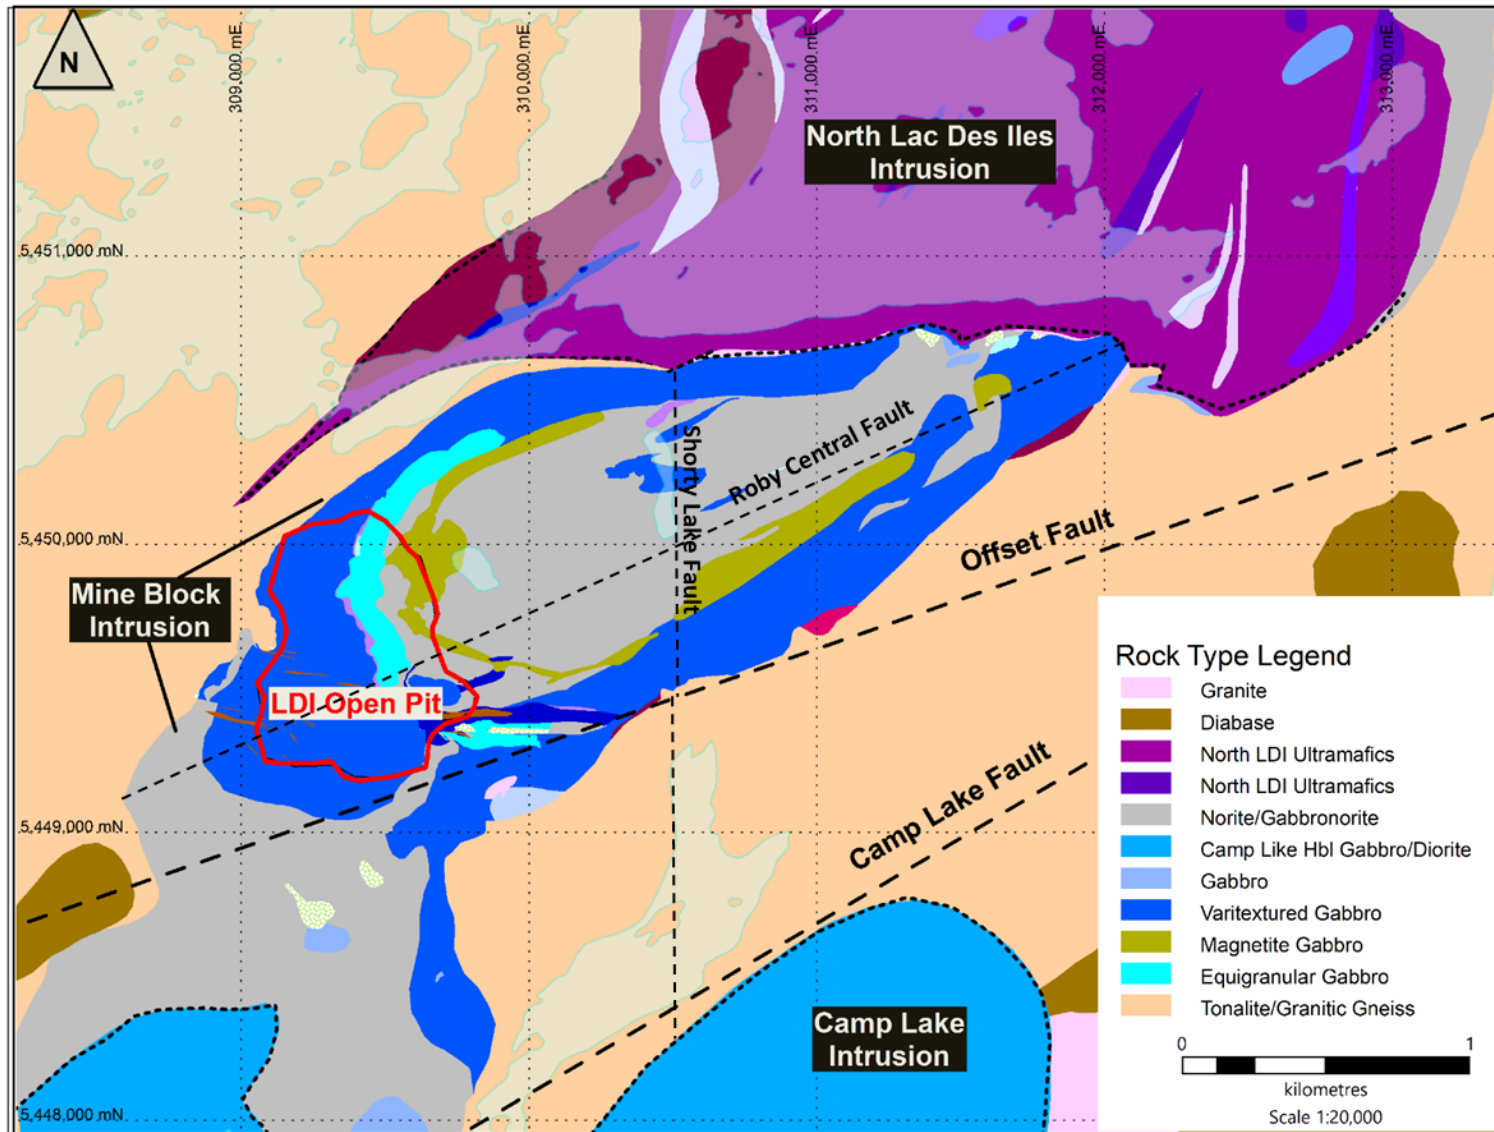 N
309,000 mE
310,000 mE
311,000 mE
312,000 mE
313,000 mE
North Lac Des Iles
Intrusion
5,451,000 mN
Roby Central Fault
Shorty Lake Fault
5,450,000 mN
Offset Fault
Mine Block
Intrusion
LDI Open Pit
5,449,000 mN
Camp Lake Fault
Camp Lake
Intrusion
5,448,000 mN
Rock Type Legend
Granite
Diabase
North LDI Ultramafics
North LDI Ultramafics
Norite/Gabbronorite
Camp Like Hbl Gabbro/Diorite
Gabbro
Varitextured Gabbro
Magnetite Gabbro
Equigranular Gabbro
Tonalite/Granitic Gneiss
0 1
kilometres
Scale 1:20,000